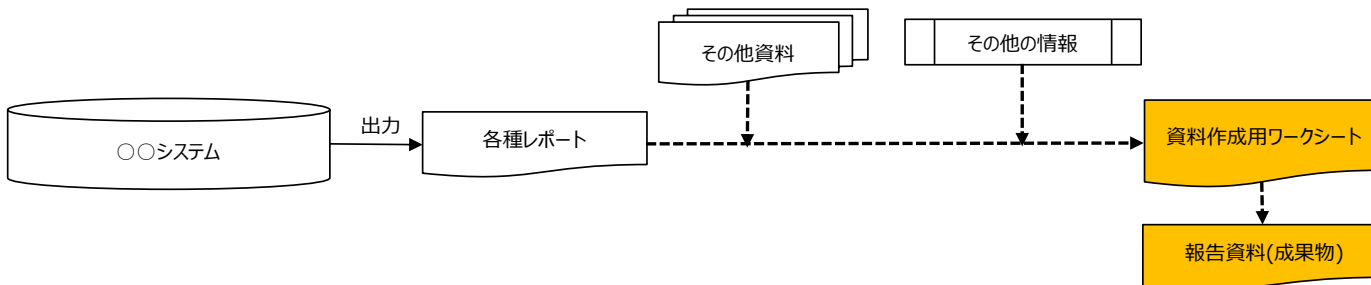 その他資料
その他の情報
○○システム
出力
各種レポート
資料作成用ワークシート
報告資料(成果物)